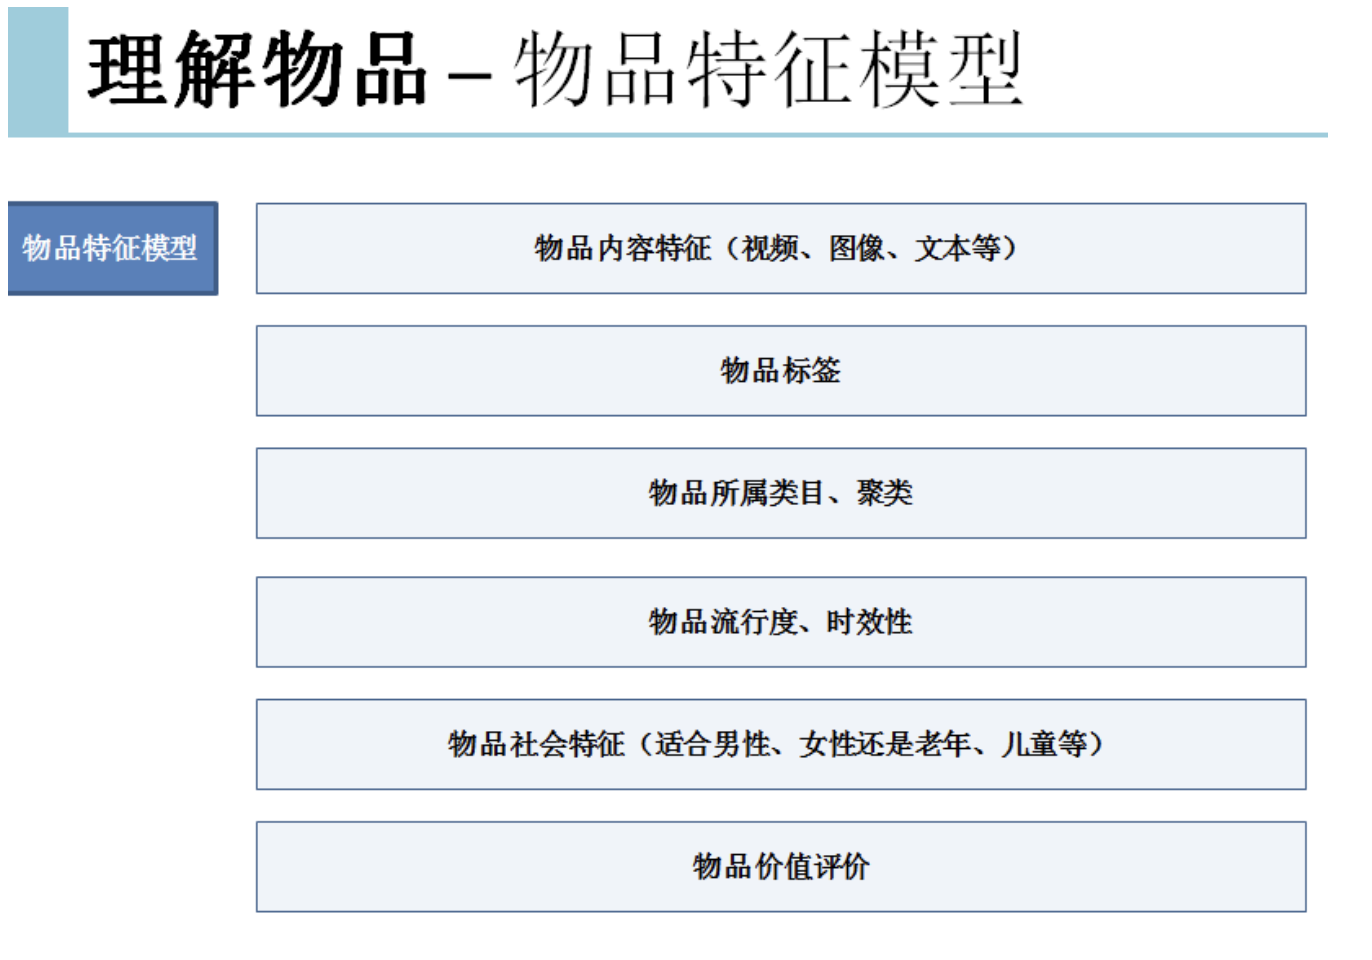 理解物品 – 物品特征模型
物品特征模型
物品内容特征（视频、图像、文本等）
物品标签
物品所属类目、聚类
物品流行度、时效性
物品社会特征（适合男性、女性还是老年、儿童等）
物品价值评价